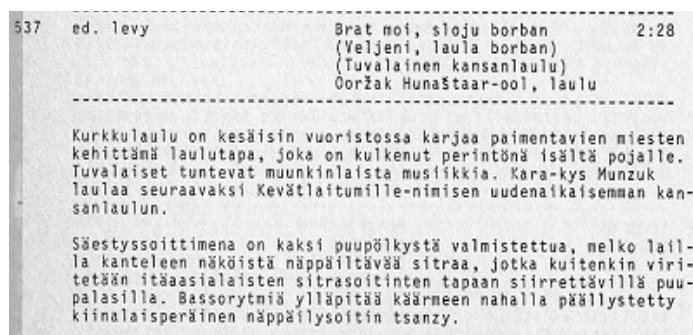 537 ed. levy Brat moi, sloju borban 2:28
(Veljeni, laula borban)
(Tuvalainen kansanlaulu)
Ooržak Hunaštaar-ool, laulu
Kurkkulaulu on kesäisin vuoristossa karjaa paimentavien miesten
kehittämä laulutapa, joka on kulkenut perintönä isältä pojalle.
Tuvalaiset tuntevat muunkinlaista musiikkia. Kara-kys Munzuk
laulaa seuraavaksi Kevätlaitumille-nimisen uudenaikaisemman kan-
sanlaulun.
Säestyssoittimena on kaksi puupölkystä valmistettua, melko lail-
la kanteleen näköistä näppäiltävää sitraa, jotka kuitenkin viri-
tetään itäaasialaisten sitrasoitinten tapaan siirrettävillä puu-
palasilla. Bassorytmiä ylläpitää käärmeen nahalla päällystetty
kiinalaisperäinen näppäilysoitin tsanzy.